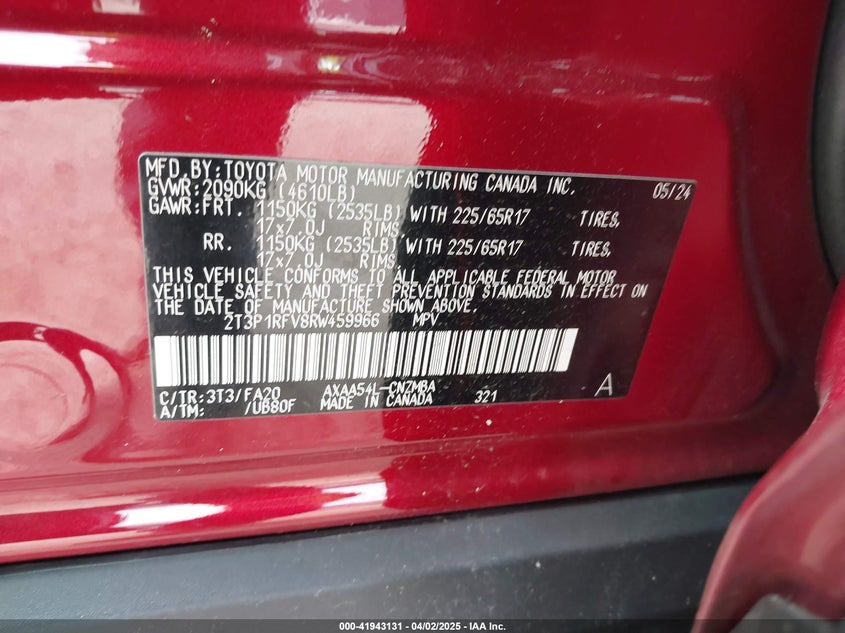 MFD. BY: TOYOTA MOTOR MANUFACTURING CANADA INC. 05/24
GVWR: 2090KG (4610LB)
GAWR: FRT. 1150KG (2535LB) WITH 225/65R17 TIRES,
17x7.0J RIMS,
RR. 1150KG (2535LB) WITH 225/65R17 TIRES,
17x7.0J RIMS,
THIS VEHICLE CONFORMS TO ALL APPLICABLE FEDERAL MOTOR
VEHICLE SAFETY AND THEFT PREVENTION STANDARDS IN EFFECT ON
THE DATE OF MANUFACTURE SHOWN ABOVE.
2T3P1RFV8RW459966 MPV
C/TR: 3T3/FA20 AXAA54L-CNZMBA 321 A
A/TM: /UB80F MADE IN CANADA
000-41943131 04/02/2025 - IAA Inc.